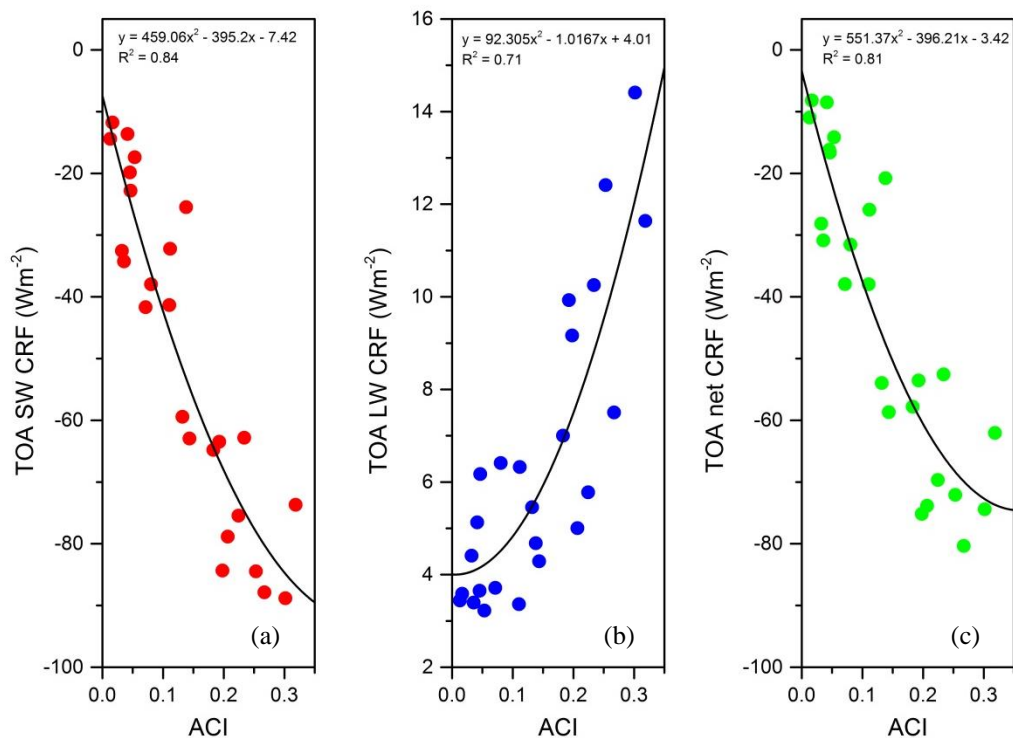 y = 459.06x² - 395.2x - 7.42
R² = 0.84
0
-20
-40
-60
-80
-100
TOA SW CRF (Wm⁻²)
(a)
0.0 0.1 0.2 0.3
ACI
y = 92.305x² - 1.0167x + 4.01
R² = 0.71
16
14
12
10
8
6
4
2
TOA LW CRF (Wm⁻²)
(b)
0.0 0.1 0.2 0.3
ACI
y = 551.37x² - 396.21x - 3.42
R² = 0.81
0
-20
-40
-60
-80
-100
TOA net CRF (Wm⁻²)
(c)
0.0 0.1 0.2 0.3
ACI